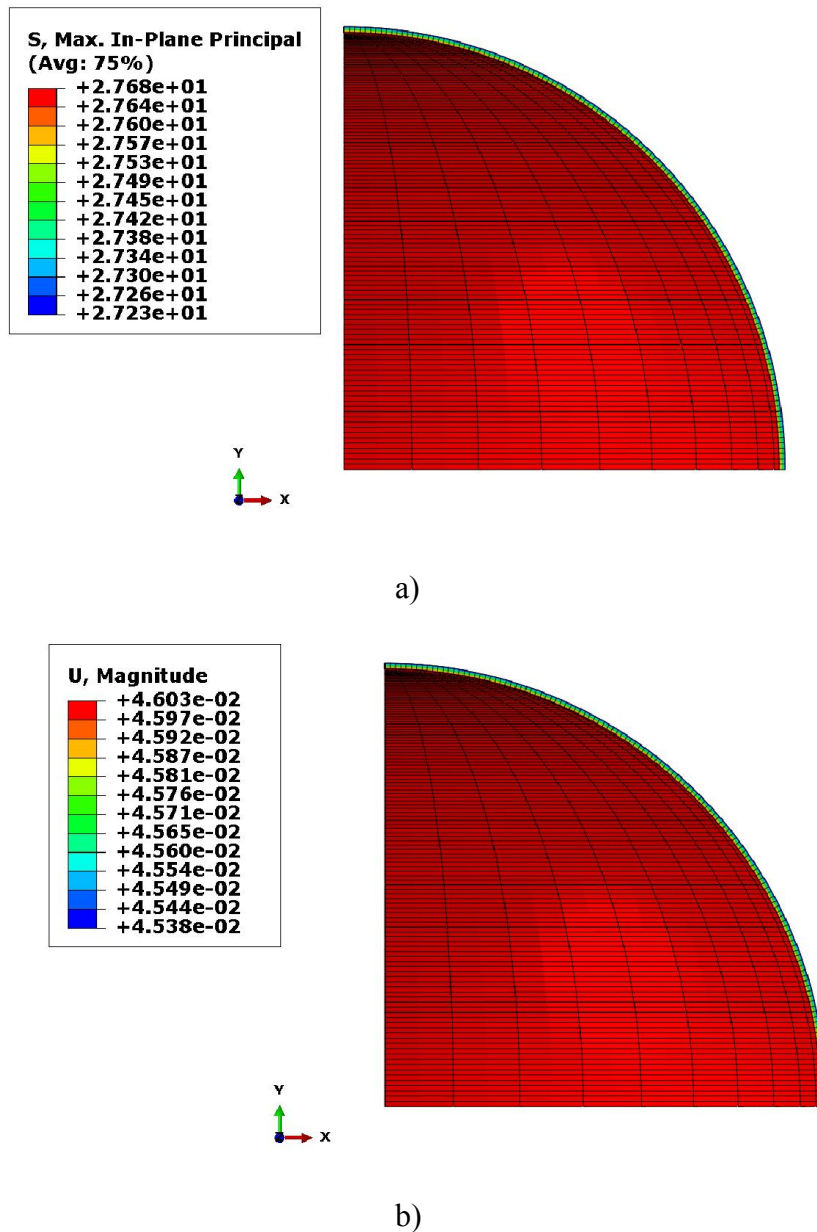 S, Max. In-Plane Principal
(Avg: 75%)
+2.768e+01
+2.764e+01
+2.760e+01
+2.757e+01
+2.753e+01
+2.749e+01
+2.745e+01
+2.742e+01
+2.738e+01
+2.734e+01
+2.730e+01
+2.726e+01
+2.723e+01
Y
X
a)
U, Magnitude
+4.603e-02
+4.597e-02
+4.592e-02
+4.587e-02
+4.581e-02
+4.576e-02
+4.571e-02
+4.565e-02
+4.560e-02
+4.554e-02
+4.549e-02
+4.544e-02
+4.538e-02
Y
X
b)